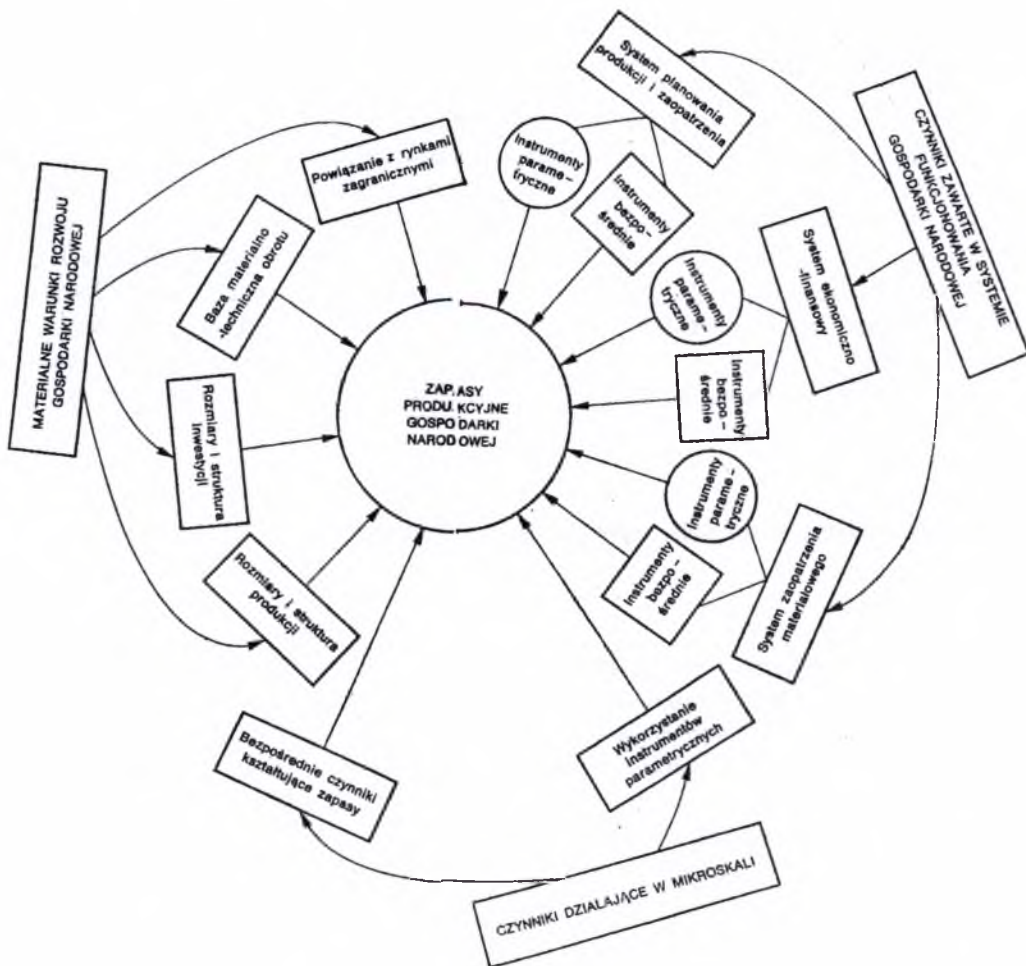 MATERIALNE WARUNKI ROZWOJU
GOSPODARKI NARODOWEJ
Powiązanie z rynkami
zagranicznymi
Baza materialno
-techniczna obrotu
Rozmiary i struktura
inwestycji
Rozmiary i struktura
produkcji
Bezpośrednie czynniki
kształtujące zapasy
ZAPASY
PRODUKCYJNE
GOSPODARKI
NARODOWEJ
System planowania
produkcji i zaopatrzenia
Instrumenty
parame-
tryczne
Instrumenty
bezpo-
średnie
CZYNNIKI ZAWARTE W SYSTEMIE
FUNKCJONOWANIA
GOSPODARKI NARODOWEJ
System ekonomiczno
-finansowy
Instrumenty
parame-
tryczne
Instrumenty
bezpo-
średnie
Instrumenty
parame-
tryczne
Instrumenty
bezpo-
średnie
System zaopatrzenia
materiałowego
Wykorzystanie
instrumentów
parametrycznych
CZYNNIKI DZIAŁAJĄCE W MIKROSKALI